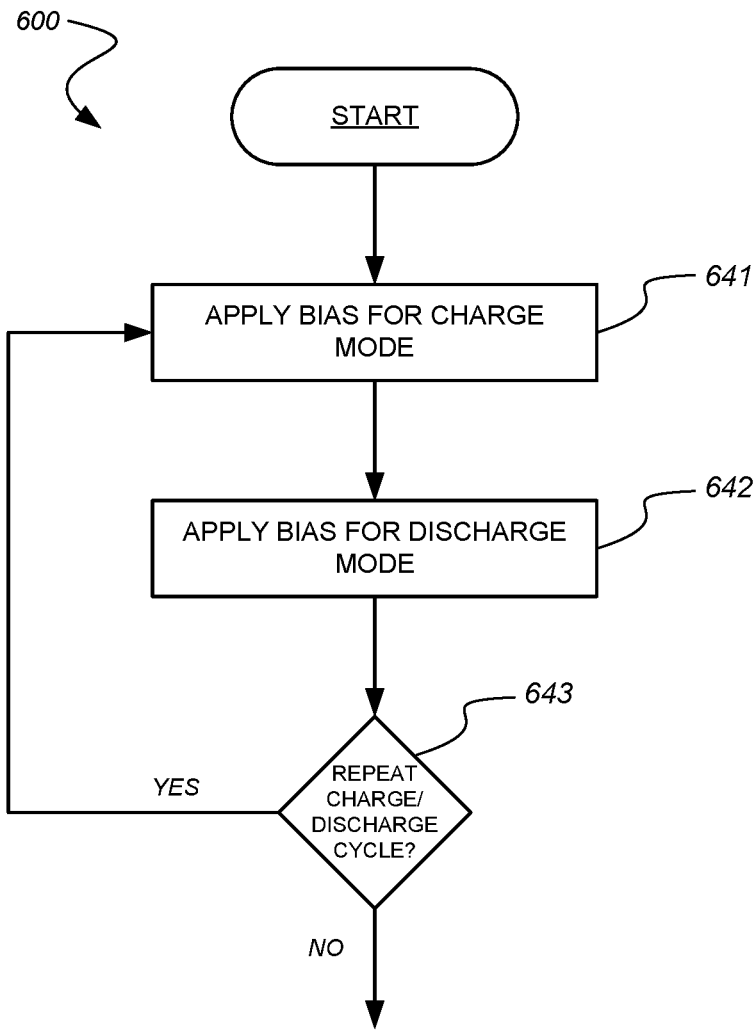 600
START
641
APPLY BIAS FOR CHARGE
MODE
642
APPLY BIAS FOR DISCHARGE
MODE
643
REPEAT
CHARGE/
DISCHARGE
CYCLE?
YES
NO